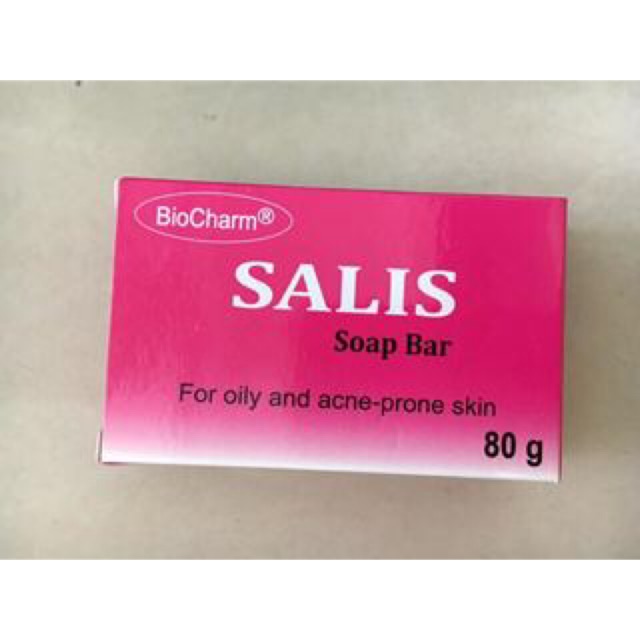 BioCharm®
SALIS
Soap Bar
For oily and acne-prone skin
80 g